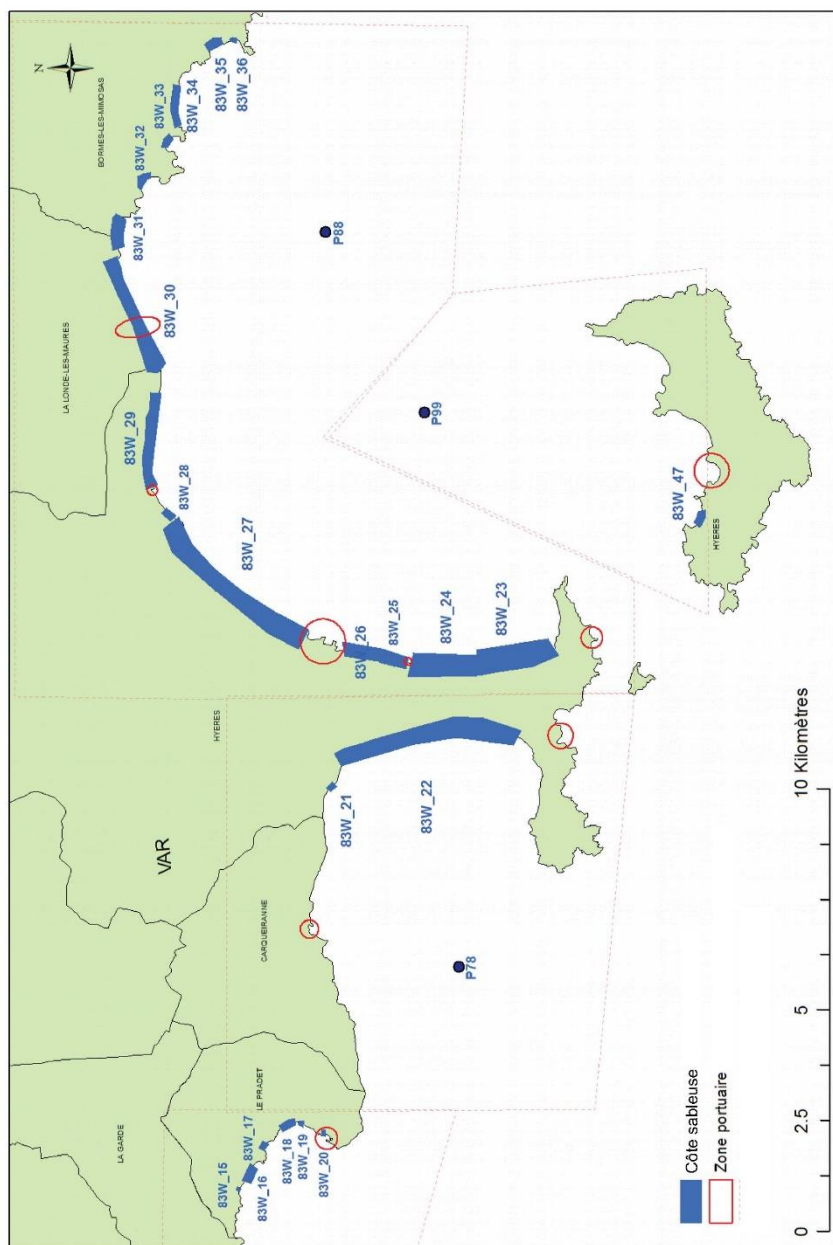 N
BORMES-LES-MIMOSAS
LA LONDE-LES-MAURES
HYERES
VAR
CARQUEIRANNE
LE PRADET
LA GARDE
HYERES
83W_15
83W_16
83W_17
83W_18
83W_19
83W_20
83W_21
83W_22
83W_23
83W_24
83W_25
83W_26
83W_27
83W_28
83W_29
83W_30
83W_31
83W_32
83W_33
83W_34
83W_35
83W_36
83W_47
P78
P99
P88
Côte sableuse
Zone portuaire
0 2.5 5 10 Kilomètres